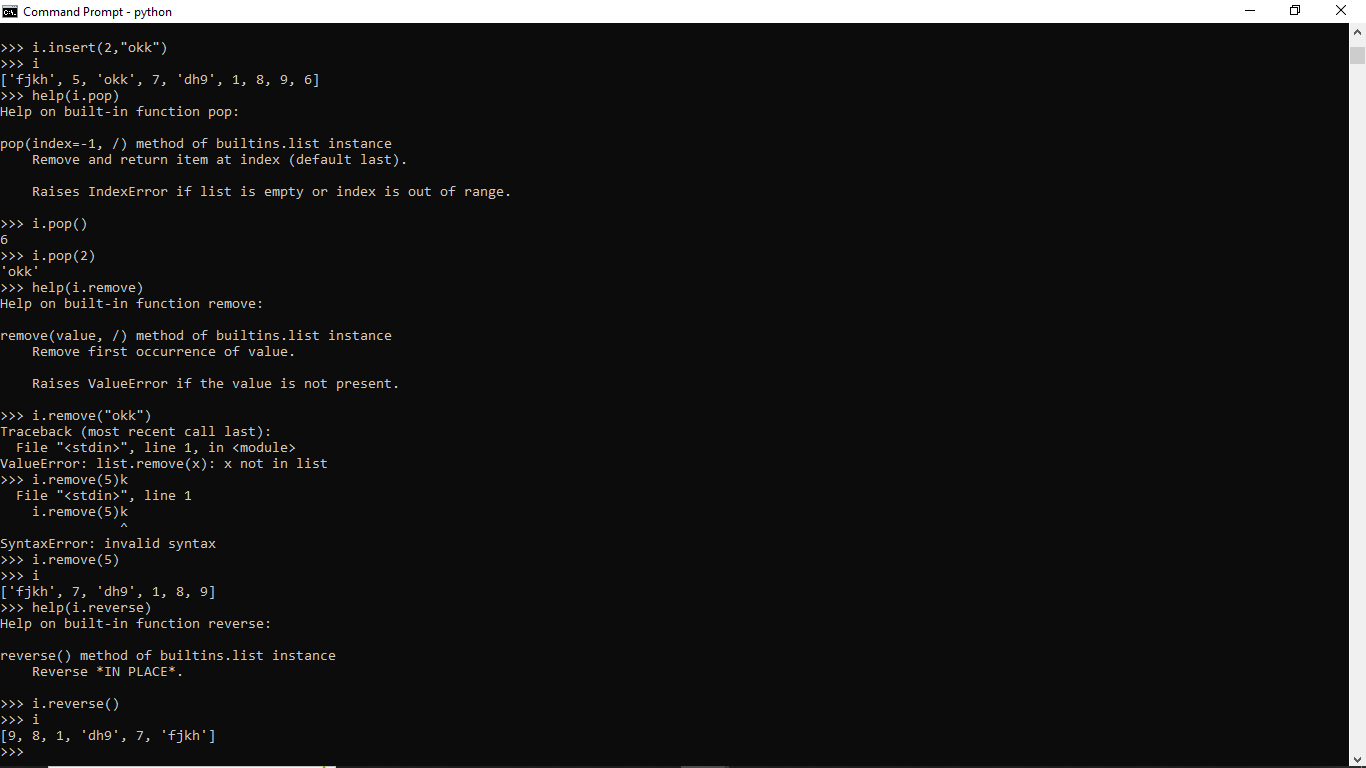 Command Prompt - python
>>> i.insert(2,"okk")
>>> i
['fjkh', 5, 'okk', 7, 'dh9', 1, 8, 9, 6]
>>> help(i.pop)
Help on built-in function pop:
pop(index=-1, /) method of builtins.list instance
    Remove and return item at index (default last).
    Raises IndexError if list is empty or index is out of range.
>>> i.pop()
6
>>> i.pop(2)
'okk'
>>> help(i.remove)
Help on built-in function remove:
remove(value, /) method of builtins.list instance
    Remove first occurrence of value.
    Raises ValueError if the value is not present.
>>> i.remove("okk")
Traceback (most recent call last):
  File "<stdin>", line 1, in <module>
ValueError: list.remove(x): x not in list
>>> i.remove(5)k
  File "<stdin>", line 1
    i.remove(5)k
               ^
SyntaxError: invalid syntax
>>> i.remove(5)
>>> i
['fjkh', 7, 'dh9', 1, 8, 9]
>>> help(i.reverse)
Help on built-in function reverse:
reverse() method of builtins.list instance
    Reverse *IN PLACE*.
>>> i.reverse()
>>> i
[9, 8, 1, 'dh9', 7, 'fjkh']
>>>